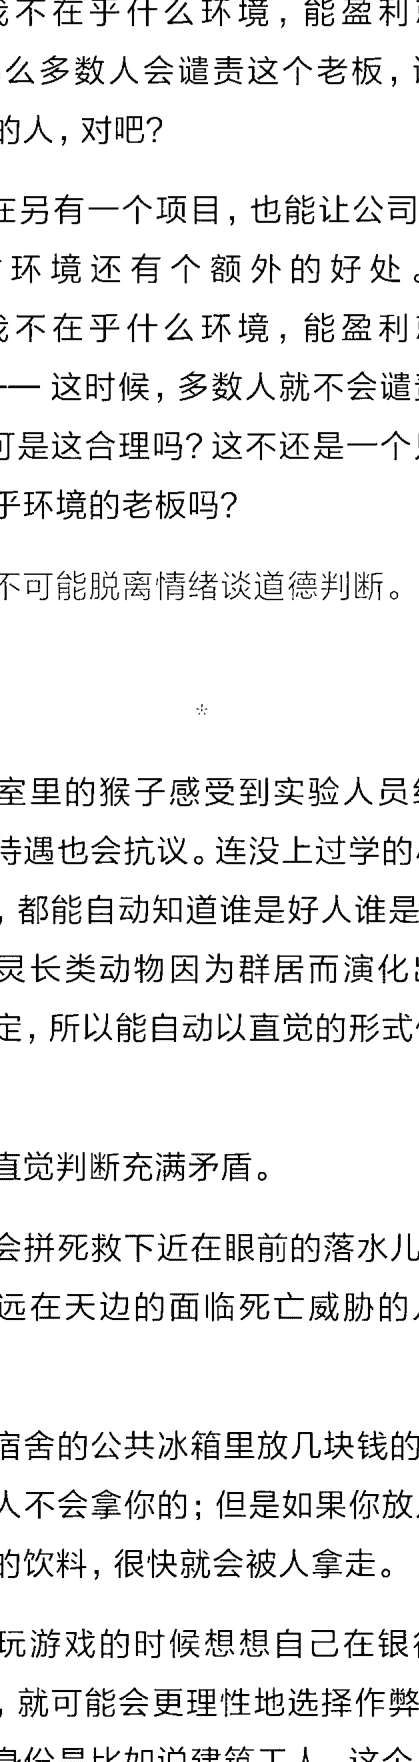 不在乎什么环境，能盈利
么多数人会谴责这个老板，
的人，对吧？
在另有一个项目，也能让公司
环境还有个额外的好处。
我不在乎什么环境，能盈利
—— 这时候，多数人就不会谴
可是这合理吗？这不还是一个
乎环境的老板吗？
不可能脱离情绪谈道德判断。
*
室里的猴子感受到实验人员
待遇也会抗议。连没上过学的
，都能自动知道谁是好人谁是
灵长类动物因为群居而演化
定，所以能自动以直觉的形式
直觉判断充满矛盾。
会拼死救下近在眼前的落水儿
远在天边的面临死亡威胁的
宿舍的公共冰箱里放几块钱的
人不会拿你的；但是如果你放
的饮料，很快就会被人拿走。
玩游戏的时候想想自己在银
，就可能会更理性地选择作弊
身份是比如说建筑工人，这个